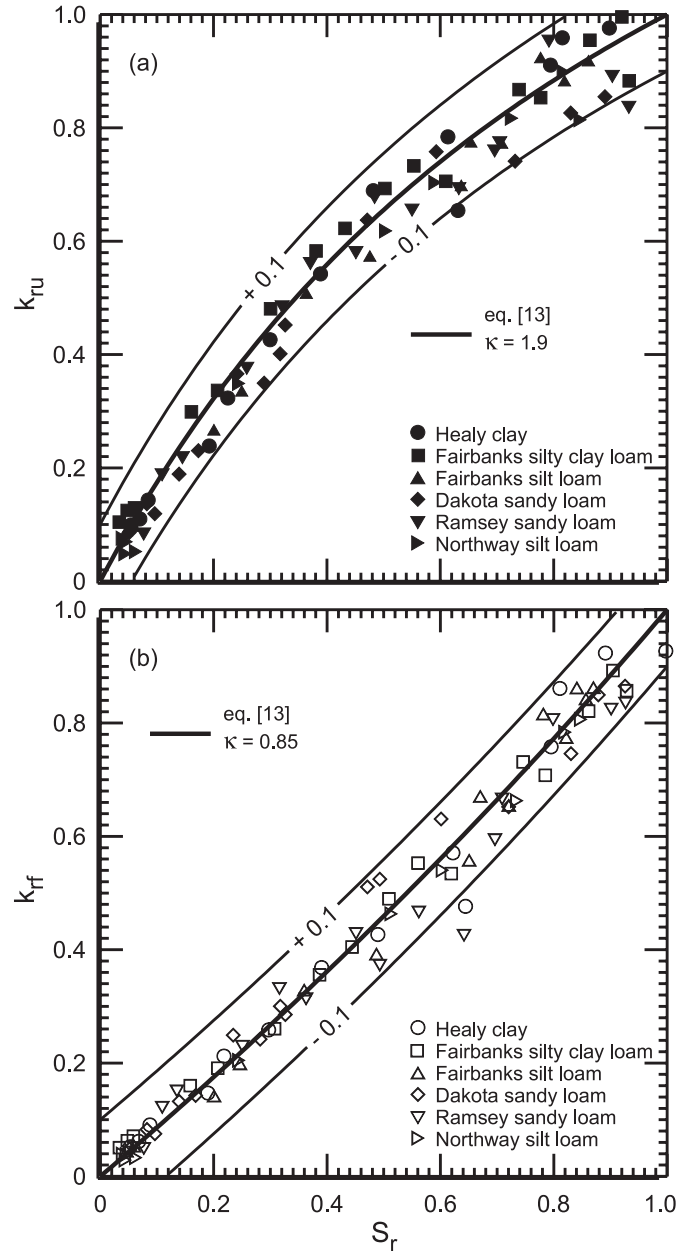 1.0
(a)
0.8
0.6
+ 0.1
- 0.1
k_ru
eq. [13]
κ = 1.9
0.4
Healy clay
Fairbanks silty clay loam
0.2
Fairbanks silt loam
Dakota sandy loam
Ramsey sandy loam
Northway silt loam
0
1.0
(b)
eq. [13]
κ = 0.85
0.8
0.6
k_rf
+ 0.1
0.4
- 0.1
Healy clay
Fairbanks silty clay loam
0.2
Fairbanks silt loam
Dakota sandy loam
Ramsey sandy loam
Northway silt loam
0
0 0.2 0.4 0.6 0.8 1.0
S_r